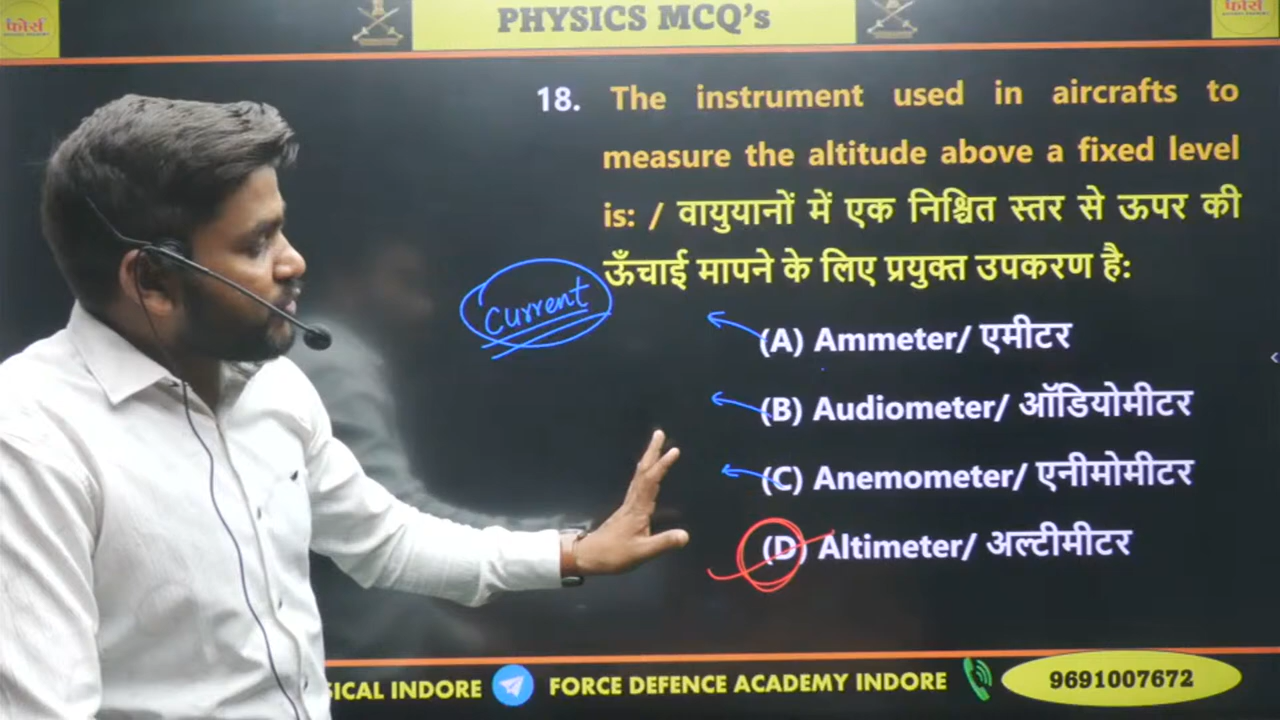 फोर्स
PHYSICS MCQ's
फोर्स
18. The instrument used in aircrafts to
measure the altitude above a fixed level
is: / वायुयानों में एक निश्चित स्तर से ऊपर की
ऊँचाई मापने के लिए प्रयुक्त उपकरण है:
Current
(A) Ammeter/ एमीटर
(B) Audiometer/ ऑडियोमीटर
(C) Anemometer/ एनीमोमीटर
(D) Altimeter/ अल्टीमीटर
SICAL INDORE FORCE DEFENCE ACADEMY INDORE 9691007672